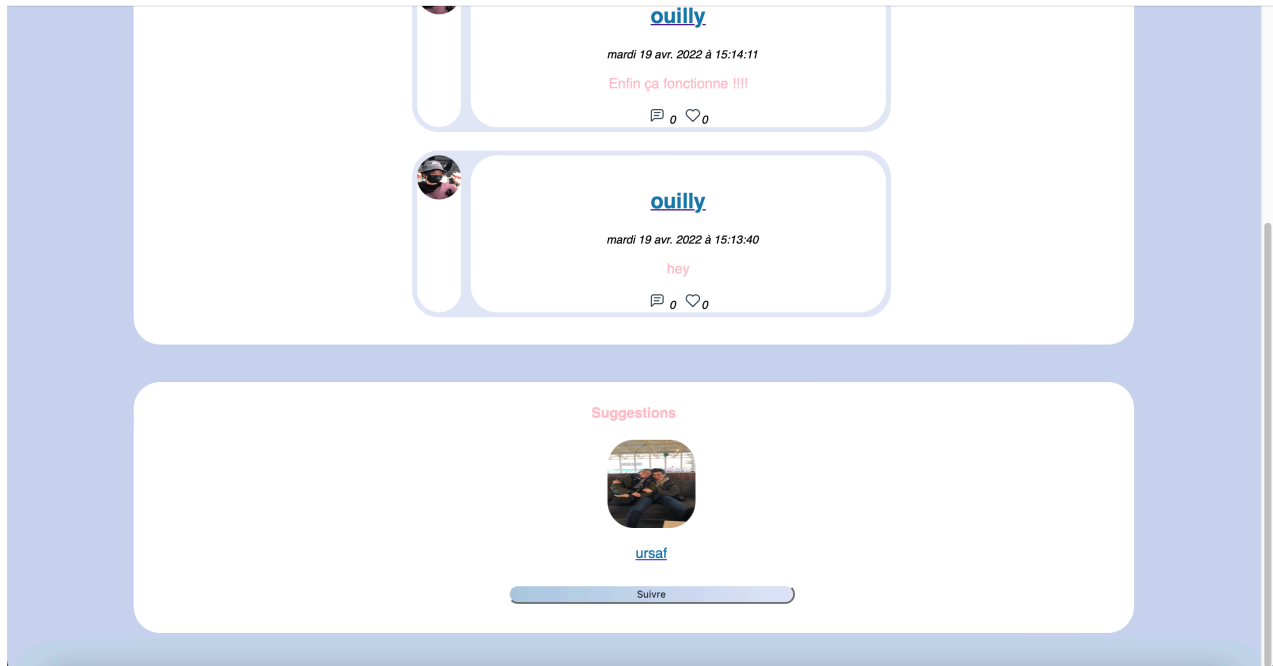 ouilly
mardi 19 avr. 2022 à 15:14:11
Enfin ça fonctionne !!!!
0 0
ouilly
mardi 19 avr. 2022 à 15:13:40
hey
0 0
Suggestions
ursaf
Suivre